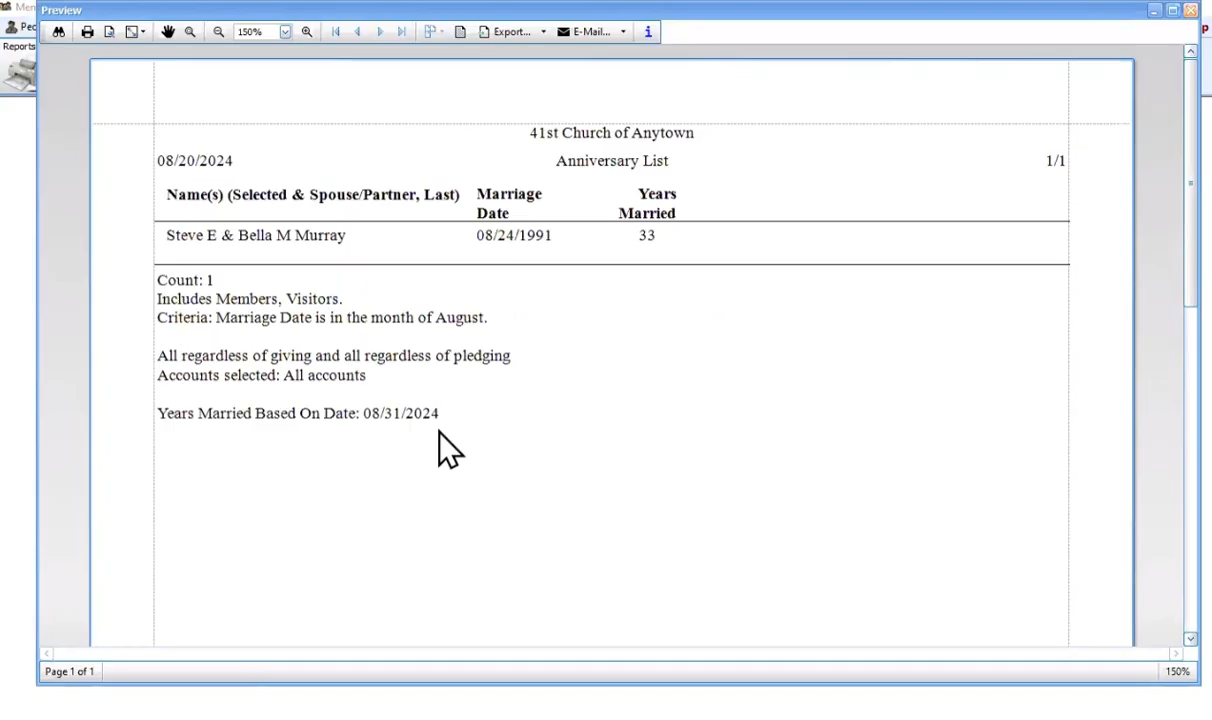 Preview
Reports
150%
Export...
E-Mail...
41st Church of Anytown
08/20/2024
Anniversary List
1/1
Name(s) (Selected & Spouse/Partner, Last)
Marriage
Date
Years
Married
Steve E & Bella M Murray
08/24/1991
33
Count: 1
Includes Members, Visitors.
Criteria: Marriage Date is in the month of August.
All regardless of giving and all regardless of pledging
Accounts selected: All accounts
Years Married Based On Date: 08/31/2024
Page 1 of 1
150%